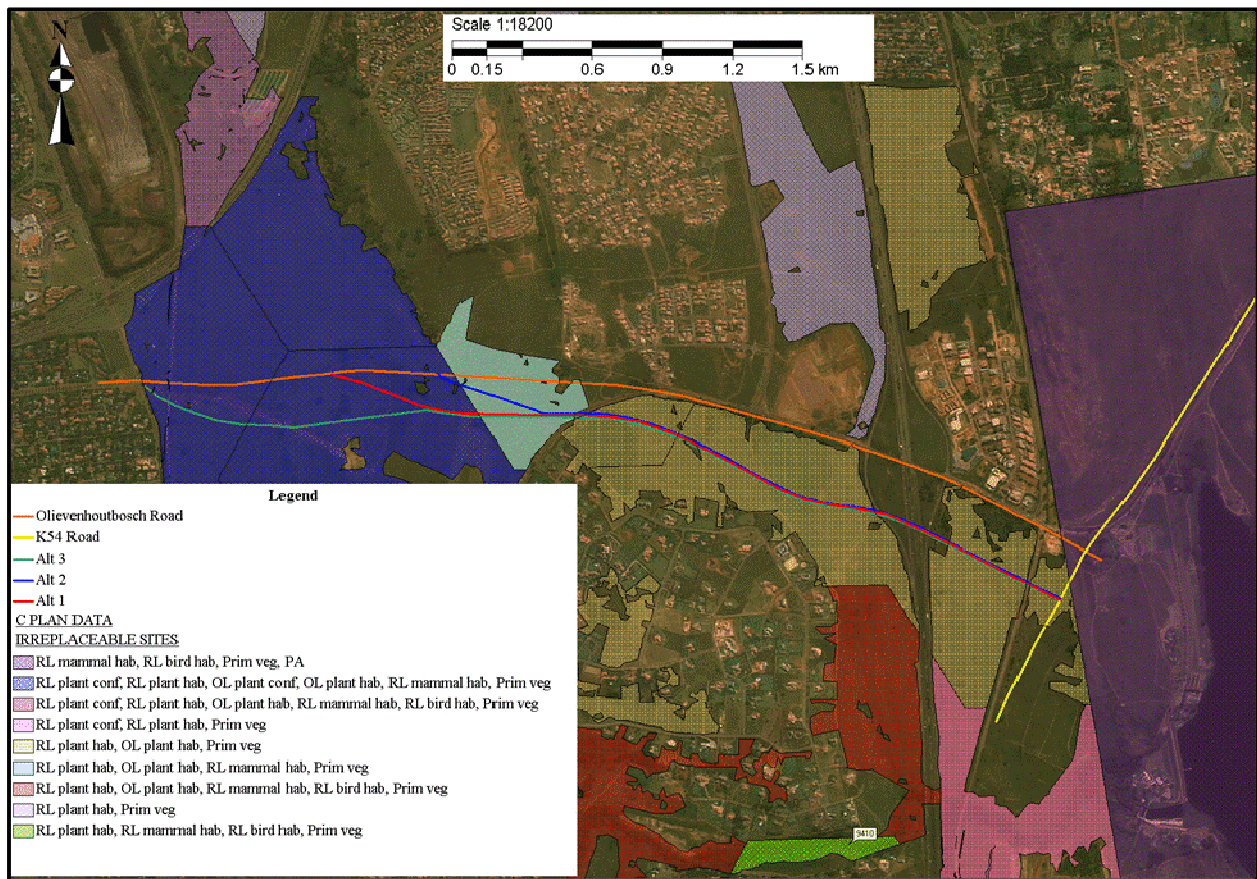 N
Scale 1:18200
0 0.15 0.6 0.9 1.2 1.5 km
Legend
Olievenhoutbosch Road
K54 Road
Alt 3
Alt 2
Alt 1
C PLAN DATA
IRREPLACEABLE SITES
RL mammal hab, RL bird hab, Prim veg, PA
RL plant conf, RL plant hab, OL plant conf, OL plant hab, RL mammal hab, Prim veg
RL plant conf, RL plant hab, OL plant hab, RL mammal hab, RL bird hab, Prim veg
RL plant conf, RL plant hab, Prim veg
RL plant hab, OL plant hab, Prim veg
RL plant hab, OL plant hab, RL mammal hab, Prim veg
RL plant hab, OL plant hab, RL mammal hab, RL bird hab, Prim veg
RL plant hab, Prim veg
RL plant hab, RL mammal hab, RL bird hab, Prim veg
9410